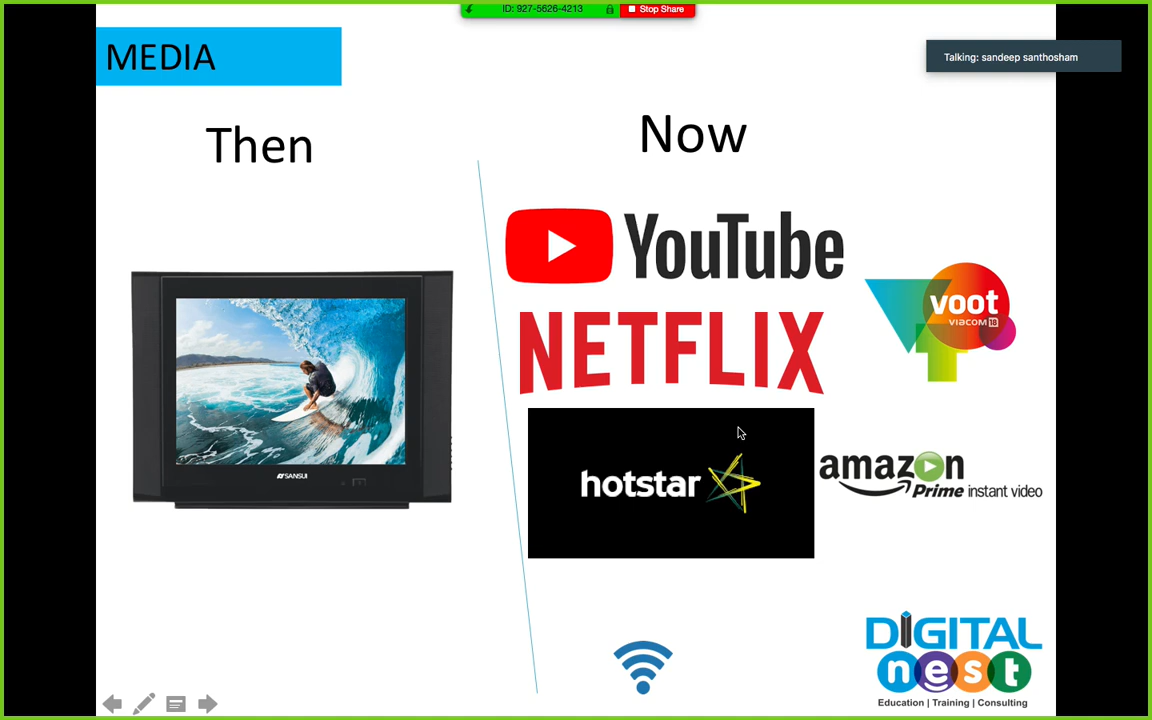 ID: 927-5626-4213
Stop Share
Talking: sandeep santhosham
MEDIA
Then
Now
YouTube
NETFLIX
voot
VIACOM 18
SANSUI
hotstar
amazon
Prime instant video
DIGITAL
nest
Education | Training | Consulting